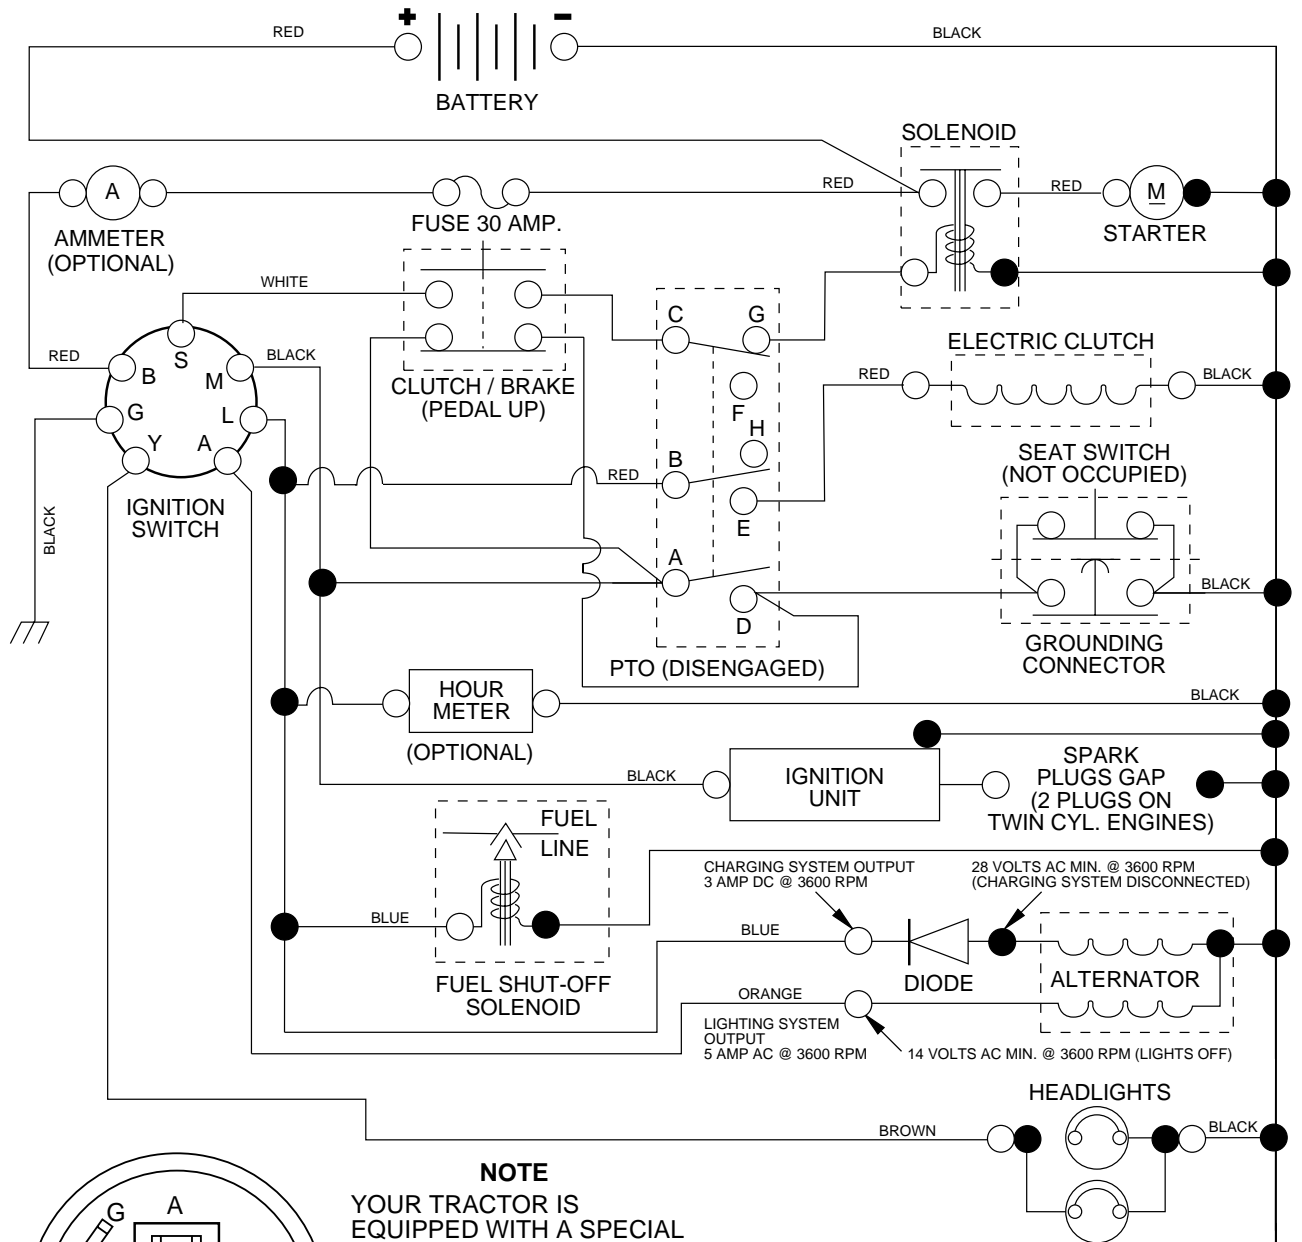 +
-
RED
BLACK
BATTERY
SOLENOID
A
RED
RED
M
FUSE 30 AMP.
STARTER
AMMETER
(OPTIONAL)
WHITE
C
G
S
RED
BLACK
B
M
ELECTRIC CLUTCH
CLUTCH / BRAKE
(PEDAL UP)
RED
BLACK
F
G
L
H
Y
A
SEAT SWITCH
(NOT OCCUPIED)
B
RED
IGNITION
SWITCH
BLACK
E
A
BLACK
D
GROUNDING
CONNECTOR
PTO (DISENGAGED)
HOUR
METER
BLACK
(OPTIONAL)
BLACK
IGNITION
UNIT
SPARK
PLUGS GAP
(2 PLUGS ON
TWIN CYL. ENGINES)
FUEL
LINE
CHARGING SYSTEM OUTPUT
3 AMP DC @ 3600 RPM
28 VOLTS AC MIN. @ 3600 RPM
(CHARGING SYSTEM DISCONNECTED)
BLUE
BLUE
DIODE
ALTERNATOR
FUEL SHUT-OFF
SOLENOID
ORANGE
LIGHTING SYSTEM
OUTPUT
5 AMP AC @ 3600 RPM
14 VOLTS AC MIN. @ 3600 RPM (LIGHTS OFF)
HEADLIGHTS
BROWN
BLACK
NOTE
YOUR TRACTOR IS
EQUIPPED WITH A SPECIAL
G
A